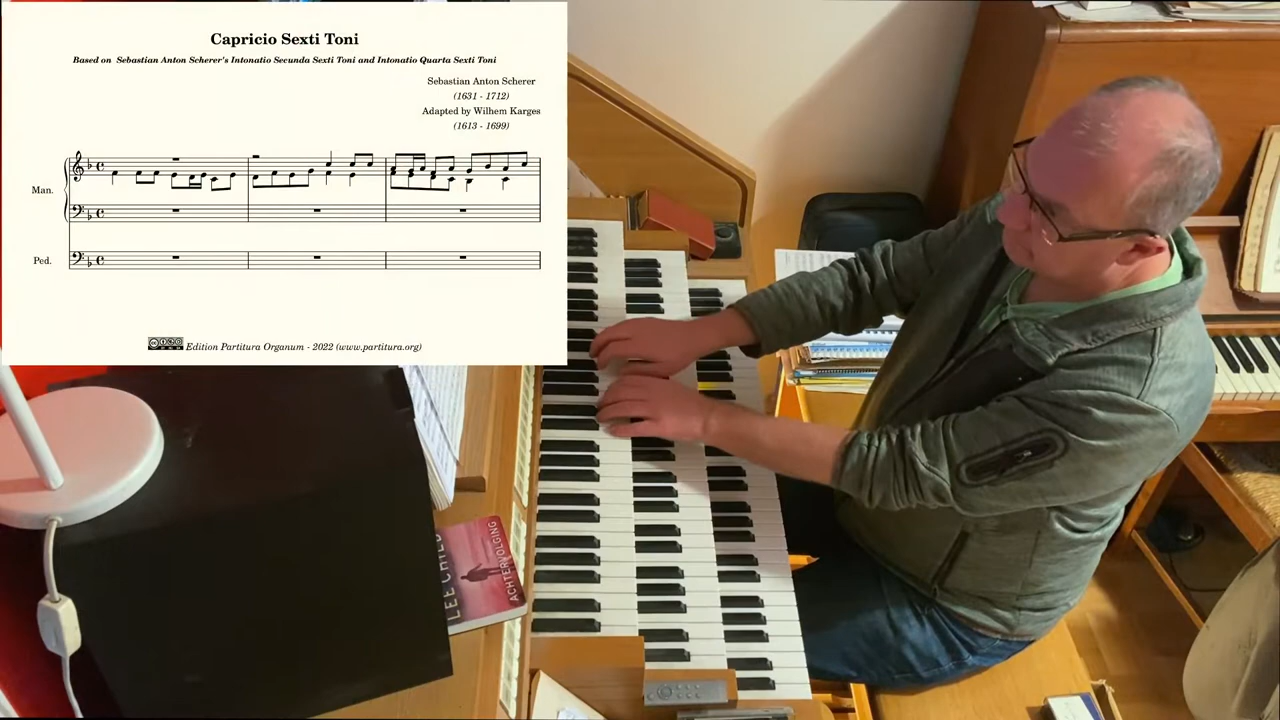 Capricio Sexti Toni
Based on Sebastian Anton Scherer's Intonatio Secunda Sexti Toni and Intonatio Quarta Sexti Toni
Sebastian Anton Scherer
(1631 - 1712)
Adapted by Wilhem Karges
(1613 - 1699)
Man.
Ped.
Edition Partitura Organum - 2022 (www.partitura.org)
LEE CHILD
ACHTERVOLGING